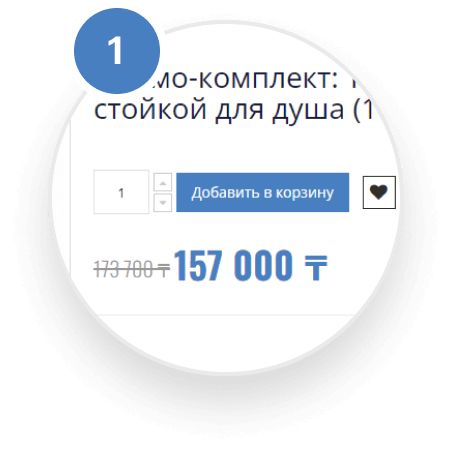 1
мо-комплект:
стойкой для душа (1
1
Добавить в корзину
173 700 ₸ 157 000 ₸